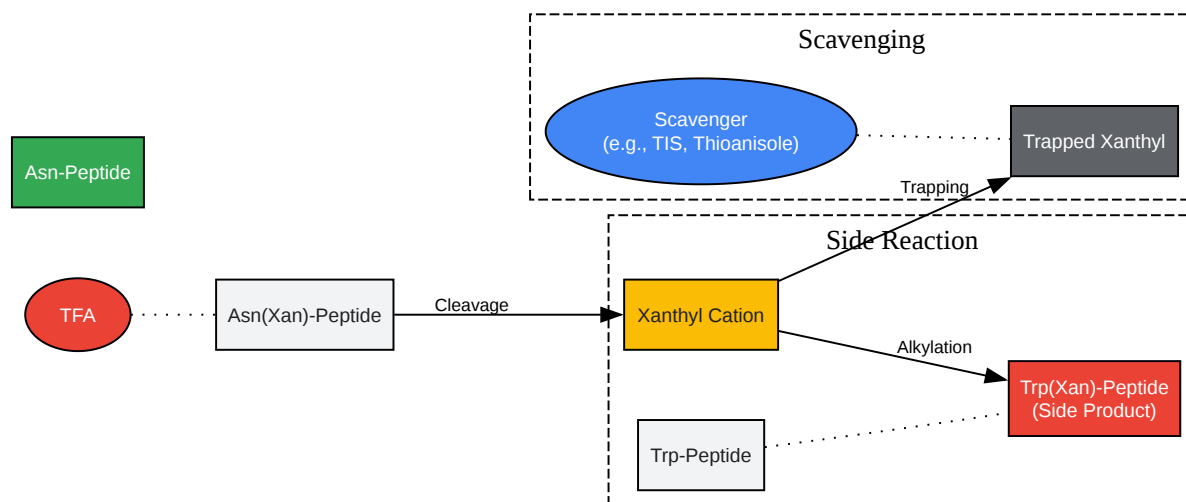 Scavenging
Scavenger
(e.g., TIS, Thioanisole)
Trapped Xanthyl
Asn-Peptide
Trapping
Side Reaction
TFA
Asn(Xan)-Peptide
Cleavage
Xanthyl Cation
Alkylation
Trp(Xan)-Peptide
(Side Product)
Trp-Peptide